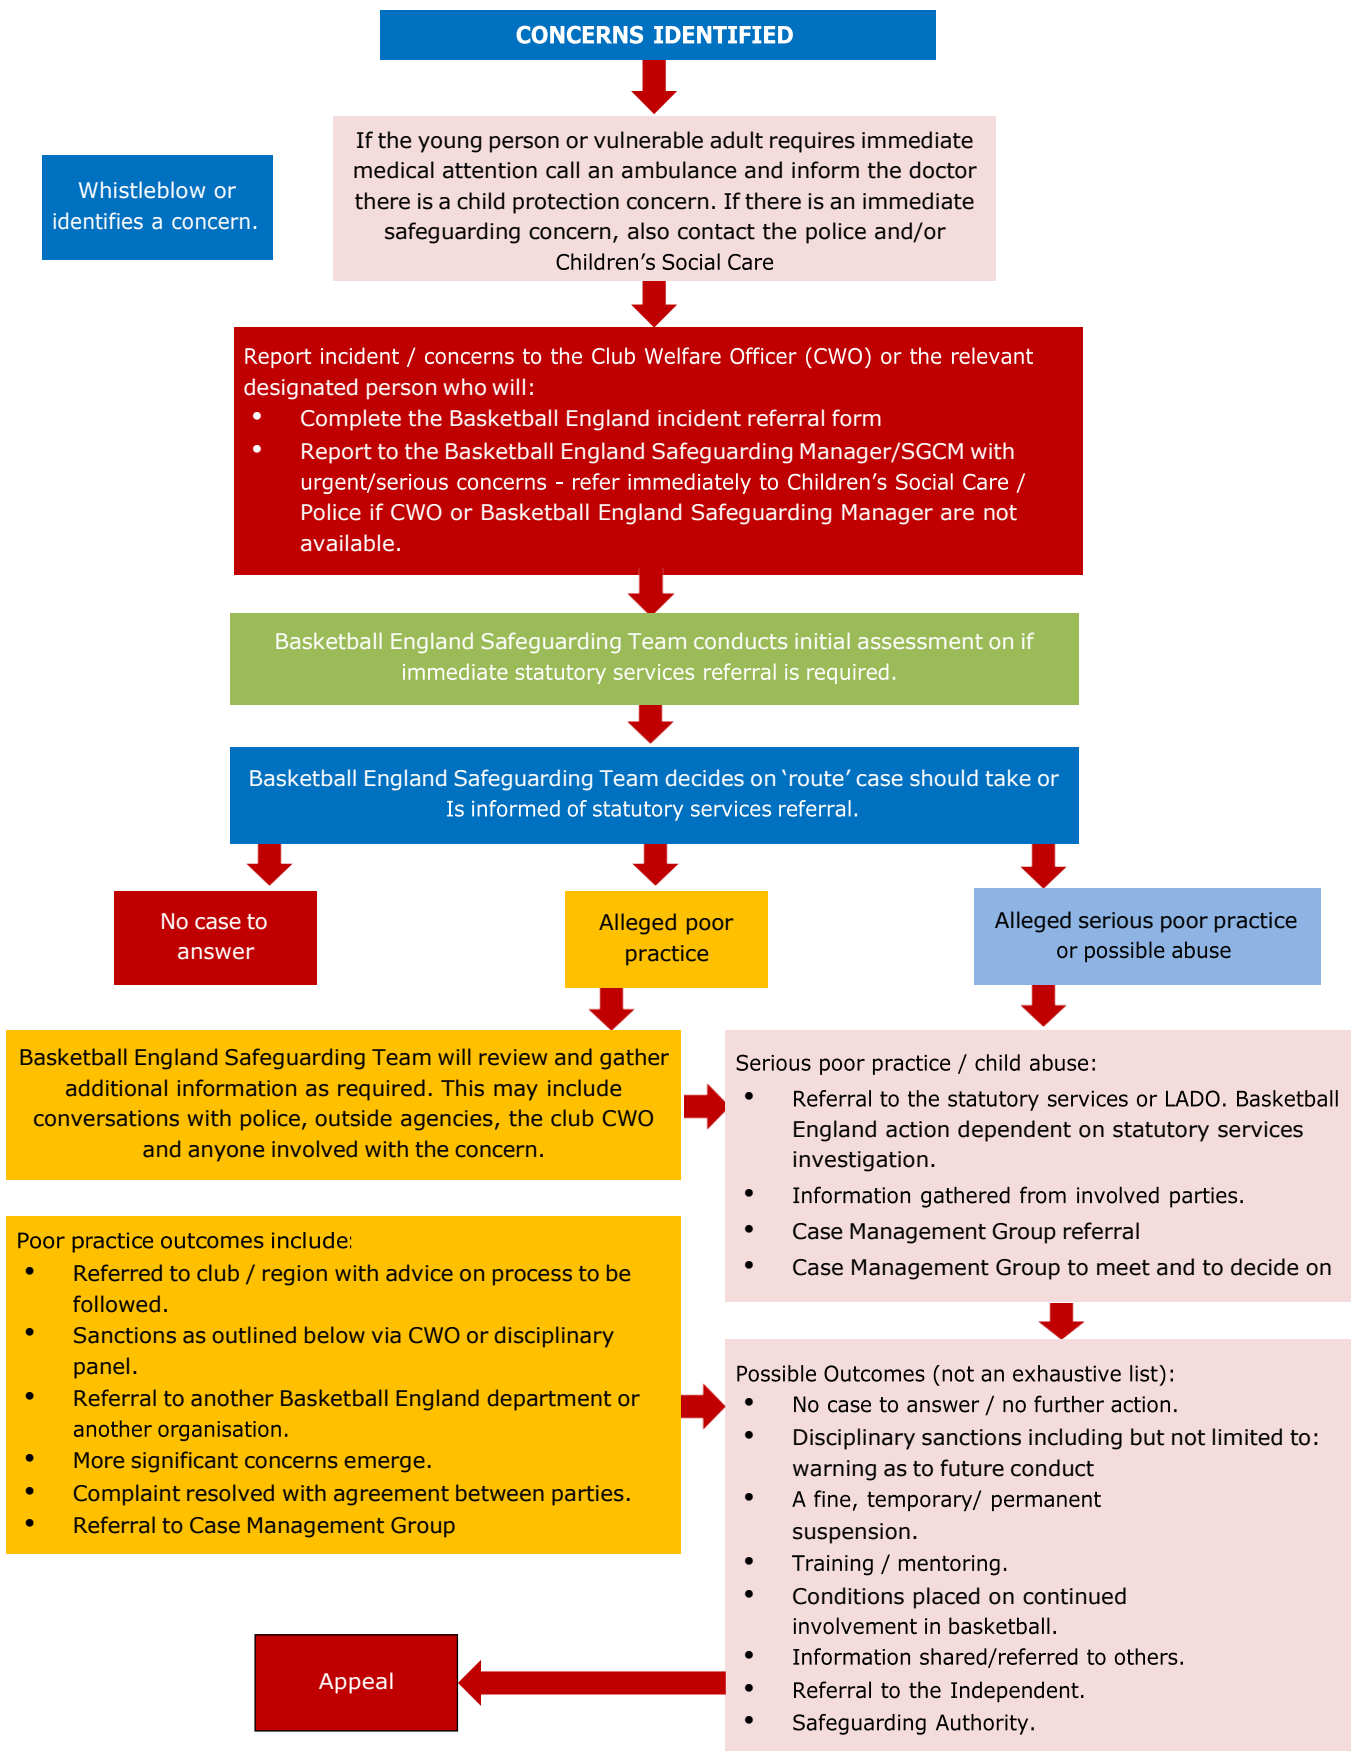 CONCERNS IDENTIFIED
If the young person or vulnerable adult requires immediate
medical attention call an ambulance and inform the doctor
there is a child protection concern. If there is an immediate
safeguarding concern, also contact the police and/or
Children’s Social Care
Whistleblow or
identifies a concern.
Report incident / concerns to the Club Welfare Officer (CWO) or the relevant
designated person who will:
• Complete the Basketball England incident referral form
• Report to the Basketball England Safeguarding Manager/SGCM with
urgent/serious concerns - refer immediately to Children’s Social Care /
Police if CWO or Basketball England Safeguarding Manager are not
available.
Basketball England Safeguarding Team conducts initial assessment on if
immediate statutory services referral is required.
Basketball England Safeguarding Team decides on ‘route’ case should take or
Is informed of statutory services referral.
No case to
answer
Alleged poor
practice
Alleged serious poor practice
or possible abuse
Basketball England Safeguarding Team will review and gather
additional information as required. This may include
conversations with police, outside agencies, the club CWO
and anyone involved with the concern.
Serious poor practice / child abuse:
• Referral to the statutory services or LADO. Basketball
England action dependent on statutory services
investigation.
• Information gathered from involved parties.
• Case Management Group referral
• Case Management Group to meet and to decide on
Poor practice outcomes include:
• Referred to club / region with advice on process to be
followed.
• Sanctions as outlined below via CWO or disciplinary
panel.
• Referral to another Basketball England department or
another organisation.
• More significant concerns emerge.
• Complaint resolved with agreement between parties.
• Referral to Case Management Group
Possible Outcomes (not an exhaustive list):
• No case to answer / no further action.
• Disciplinary sanctions including but not limited to:
warning as to future conduct
• A fine, temporary/ permanent
suspension.
• Training / mentoring.
• Conditions placed on continued
involvement in basketball.
• Information shared/referred to others.
• Referral to the Independent.
• Safeguarding Authority.
Appeal